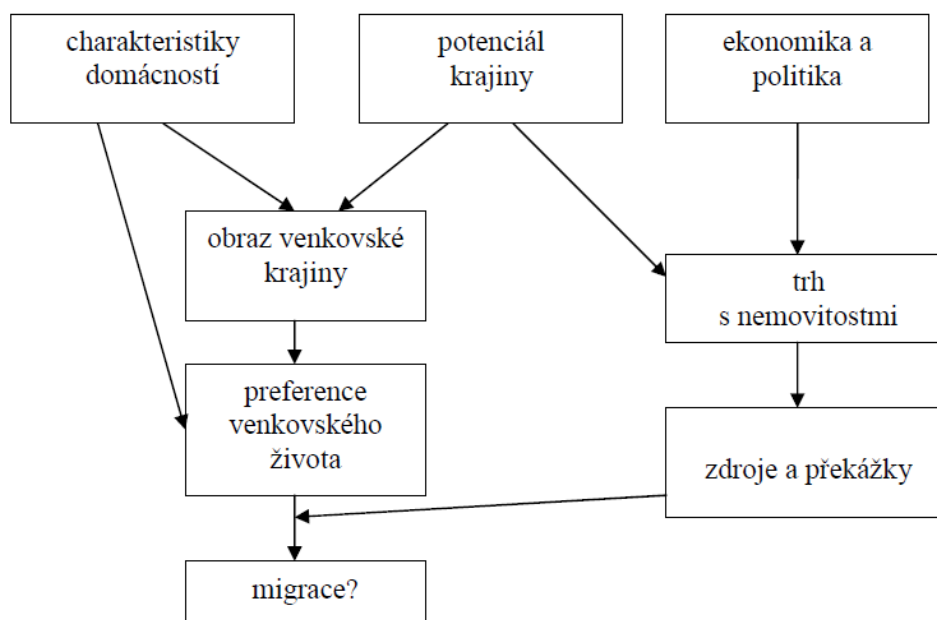 charakteristiky
domácností
potenciál
krajiny
ekonomika a
politika
obraz venkovské
krajiny
trh
s nemovitostmi
preference
venkovského
života
zdroje a překážky
migrace?